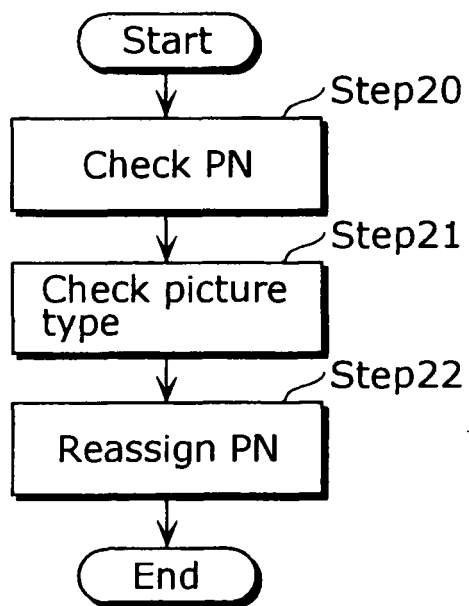 Start
Step20
Check PN
Step21
Check picture
type
Step22
Reassign PN
End